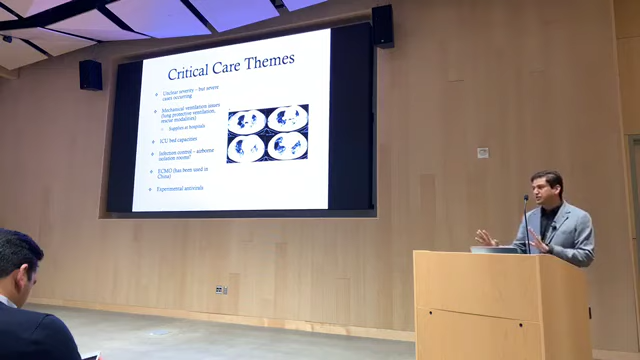 Critical Care Themes
Unclear severity – but severe
cases occurring
Mechanical ventilation issues
(lung protective ventilation,
rescue modalities)
Supplies at hospitals
ICU bed capacities
Infection control – airborne
isolation rooms?
ECMO (has been used in
China)
Experimental antivirals